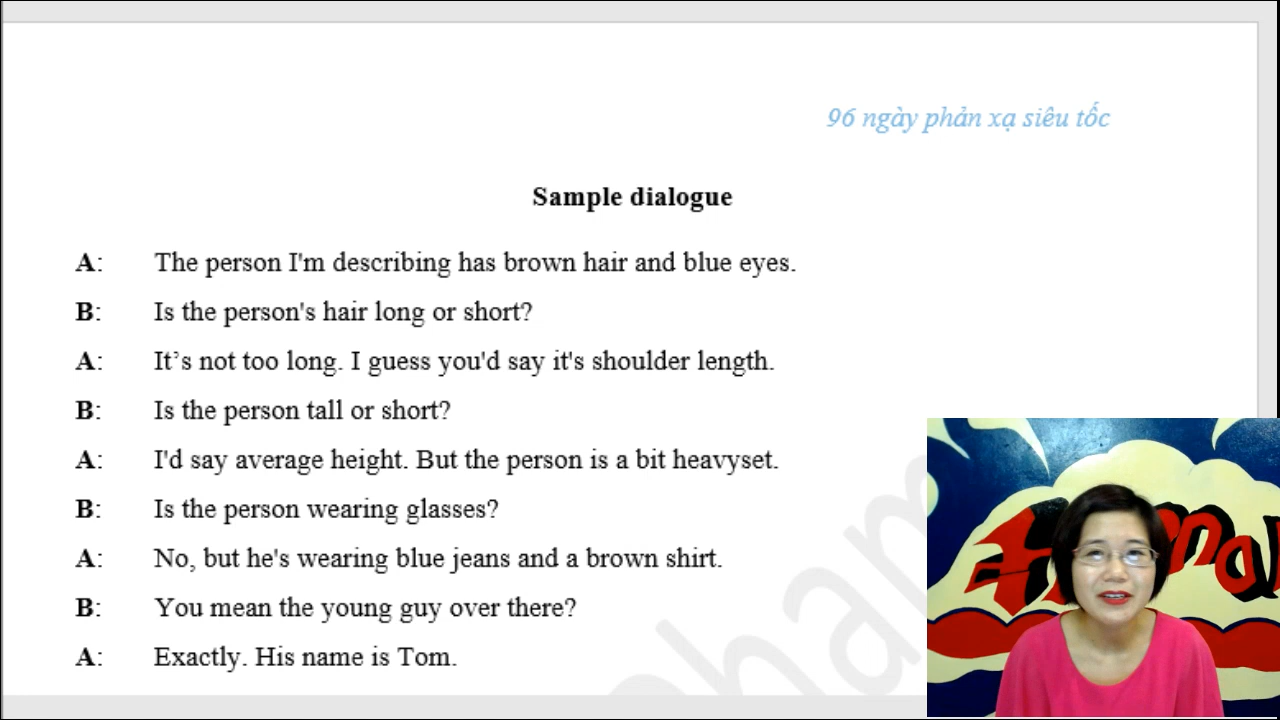 96 ngày phản xạ siêu tốc
Sample dialogue
A: The person I'm describing has brown hair and blue eyes.
B: Is the person's hair long or short?
A: It’s not too long. I guess you'd say it's shoulder length.
B: Is the person tall or short?
A: I'd say average height. But the person is a bit heavyset.
B: Is the person wearing glasses?
A: No, but he's wearing blue jeans and a brown shirt.
B: You mean the young guy over there?
A: Exactly. His name is Tom.